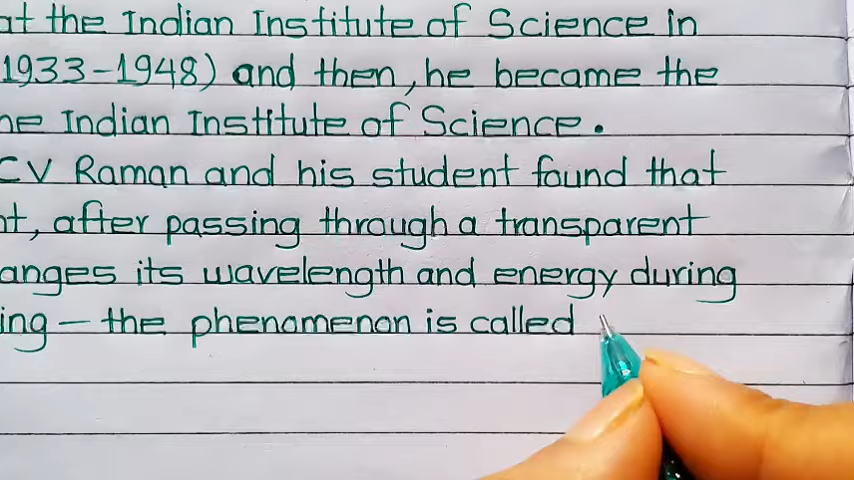 at the Indian Institute of Science in
1933-1948) and then, he became the
he Indian Institute of Science.
CV Raman and his student found that
t, after passing through a transparent
anges its wavelength and energy during
ing – the phenomenon is called